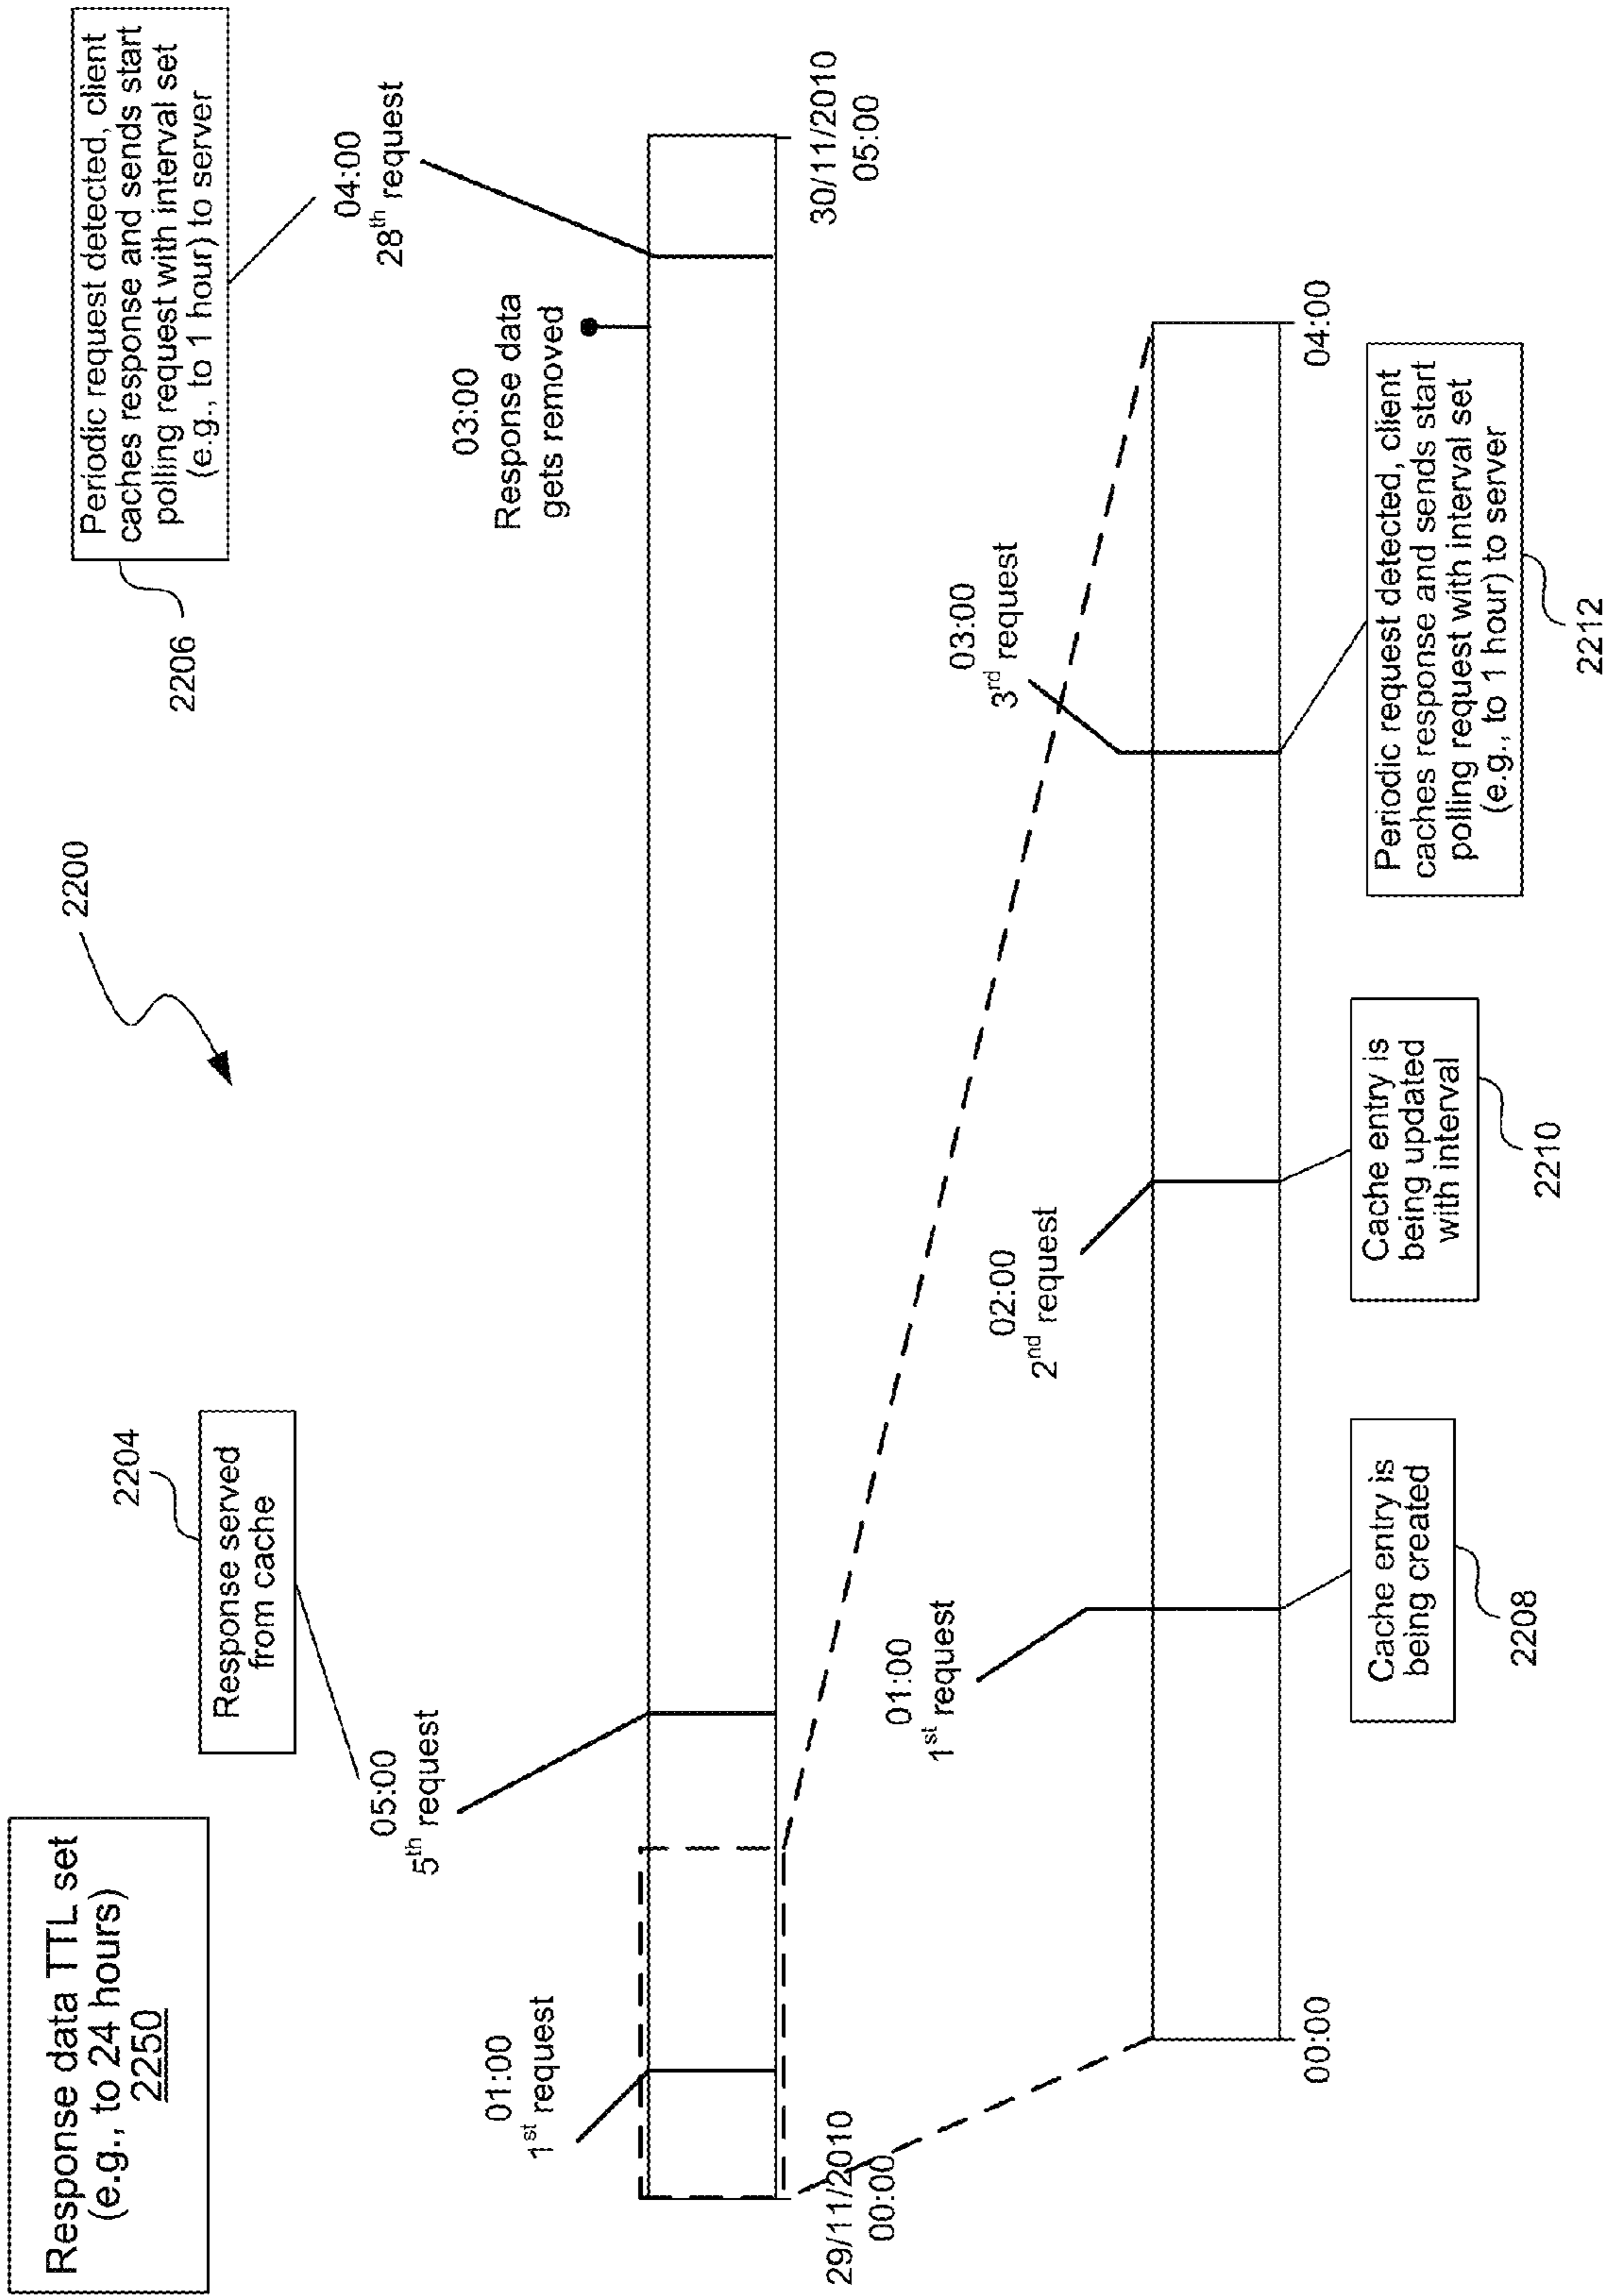 Response data TTL set
(e.g., to 24 hours)
2250
2204
Response served
from cache
2200
2206
Periodic request detected, client
caches response and sends start
polling request with interval set
(e.g., to 1 hour) to server
01:00
1st request
05:00
5th request
03:00
Response data
gets removed
04:00
28th request
29/11/2010
00:00
30/11/2010
05:00
01:00
1st request
02:00
2nd request
03:00
3rd request
00:00
04:00
Cache entry is
being created
2208
Cache entry is
being updated
with interval
2210
Periodic request detected, client
caches response and sends start
polling request with interval set
(e.g., to 1 hour) to server
2212